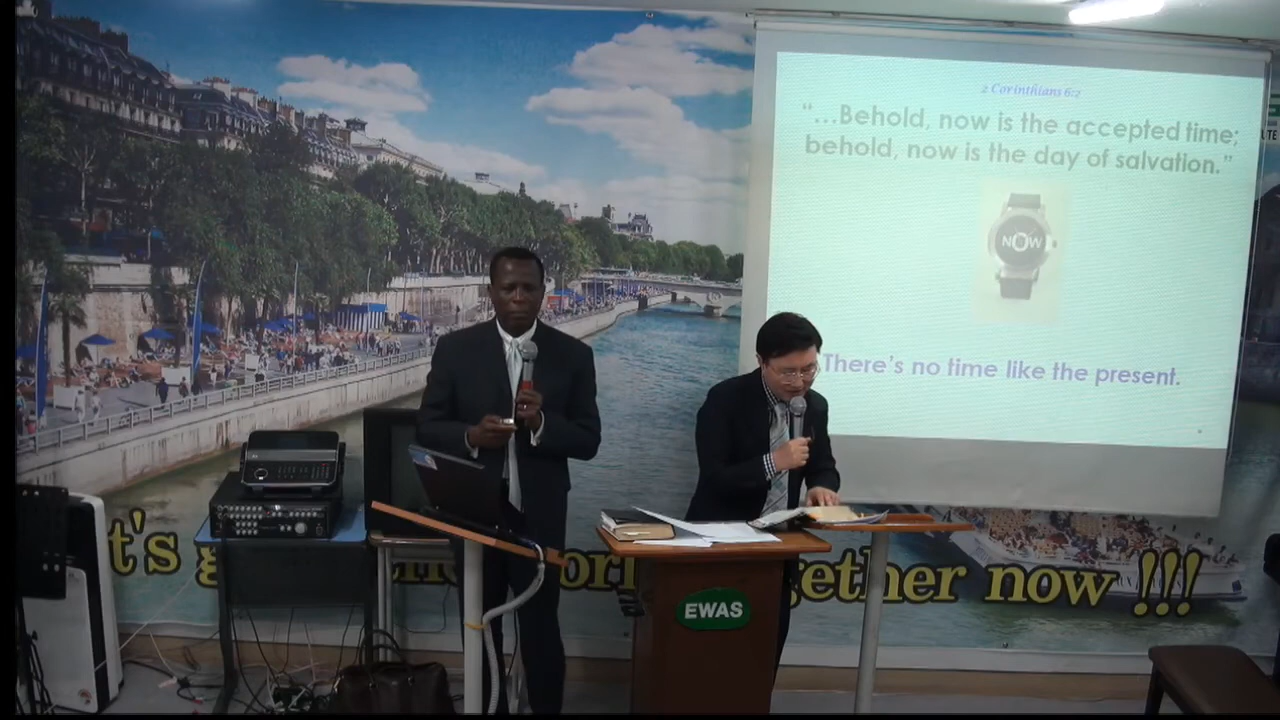 2 Corinthians 6:2
“...Behold, now is the accepted time;
behold, now is the day of salvation.”
NOW
There's no time like the present.
EWAS
now !!!